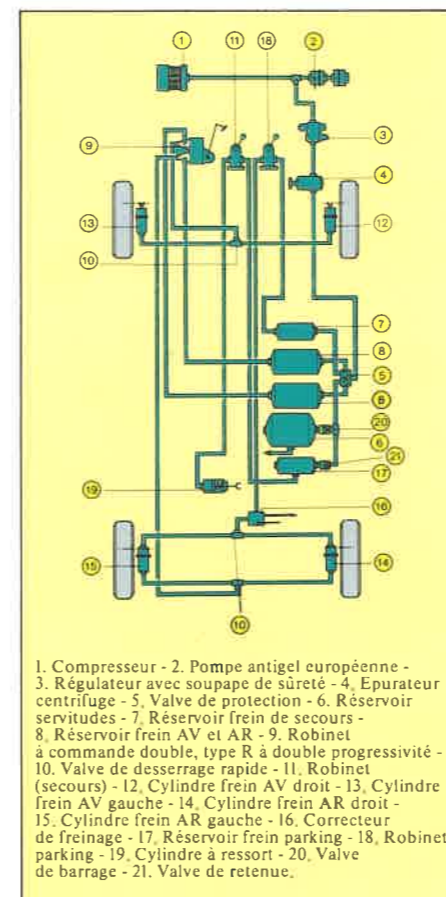 1
11
18
2
9
3
4
13
12
10
7
8
5
8
20
6
21
17
19
16
15
14
10
1. Compresseur - 2. Pompe antigel européenne -
3. Régulateur avec soupape de sûreté - 4. Epurateur
centrifuge - 5. Valve de protection - 6. Réservoir
servitudes - 7. Réservoir frein de secours -
8. Réservoir frein AV et AR - 9. Robinet
à commande double, type R à double progressivité -
10. Valve de desserrage rapide - 11. Robinet
(secours) - 12. Cylindre frein AV droit - 13. Cylindre
frein AV gauche - 14. Cylindre frein AR droit -
15. Cylindre frein AR gauche - 16. Correcteur
de freinage - 17. Réservoir frein parking - 18. Robinet
parking - 19. Cylindre à ressort - 20. Valve
de barrage - 21. Valve de retenue.